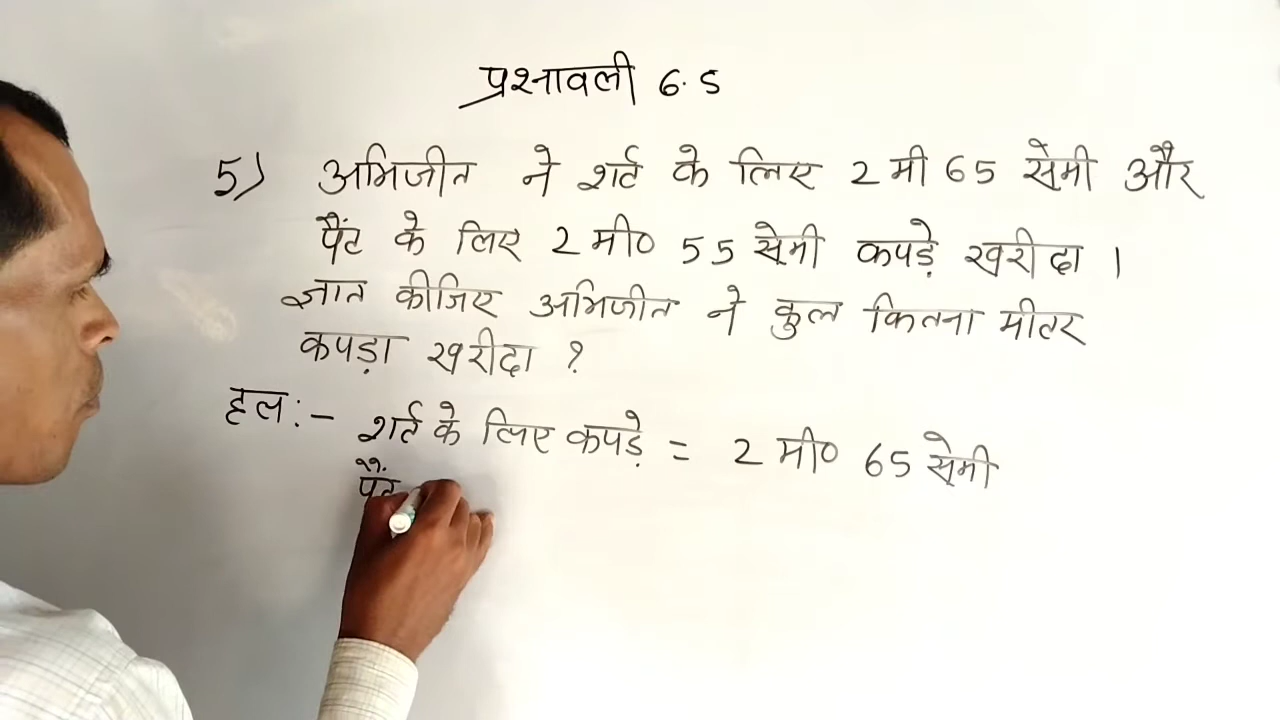 प्रश्नावली 6.5
5) अभिजीत ने शर्ट के लिए 2 मी 65 सेमी और
पैंट के लिए 2 मी० 55 सेमी कपड़े खरीदा ।
ज्ञात कीजिए अभिजीत ने कुल कितना मीटर
कपड़ा खरीदा ?
हल:- शर्ट के लिए कपड़े = 2 मी० 65 सेमी
पैंट